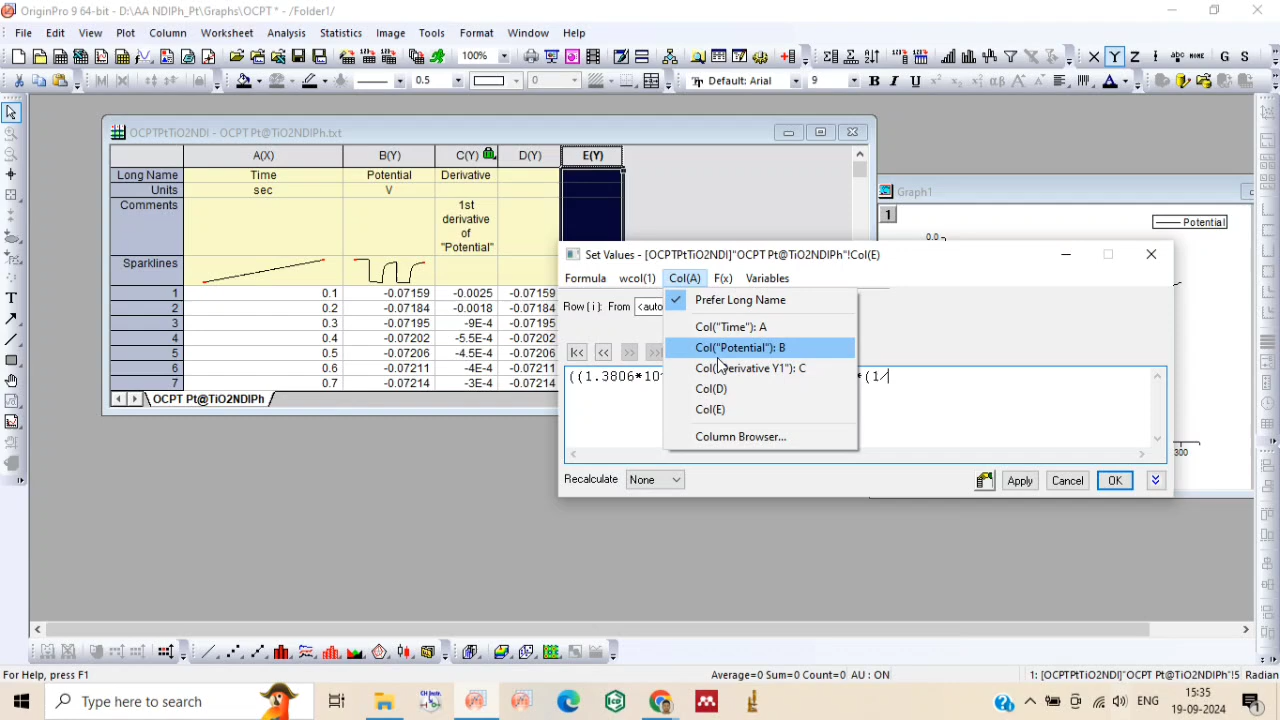 OriginPro 9 64-bit - D:\AA NDIPh_Pt\Graphs\OCPT * - /Folder1/
File Edit View Plot Column Worksheet Analysis Statistics Image Tools Format Window Help
100% Y Z
0.5 0 Default: Arial 9 B I U
OCPTPtTiO2NDI - OCPT Pt@TiO2NDIPh.txt
A(X) B(Y) C(Y) D(Y) E(Y)
Long Name Time Potential Derivative
Units sec V
Comments 1st derivative of "Potential"
Sparklines
1 0.1 -0.07159 -0.0025 -0.07159
2 0.2 -0.07184 -0.0018 -0.07184
3 0.3 -0.07195 -9E-4 -0.07195
4 0.4 -0.07202 -5.5E-4 -0.07202
5 0.5 -0.07206 -4.5E-4 -0.07206
6 0.6 -0.07211 -4E-4 -0.07211
7 0.7 -0.07214 -3E-4 -0.07214
OCPT Pt@TiO2NDIPh
Graph1
1
Potential
0.0
300
Set Values - [OCPTPtTiO2NDI]"OCPT Pt@TiO2NDIPh"!Col(E)
Formula wcol(1) Col(A) F(x) Variables
Row (i): From <auto
((1.3806*10 *(1/
Prefer Long Name
Col("Time"): A
Col("Potential"): B
Col("Derivative Y1"): C
Col(D)
Col(E)
Column Browser...
Recalculate None Apply Cancel OK
For Help, press F1 Average=0 Sum=0 Count=0 AU : ON 1: [OCPTPtTiO2NDI]"OCPT Pt@TiO2NDIPh"!5 Radian
Type here to search
ENG
15:35
19-09-2024